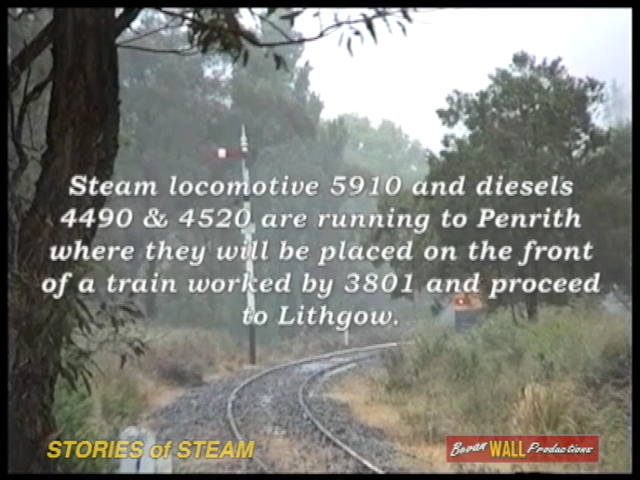 Steam locomotive 5910 and diesels
4490 & 4520 are running to Penrith
where they will be placed on the front
of a train worked by 3801 and proceed
to Lithgow.
STORIES of STEAM
Bevan WALL Productions